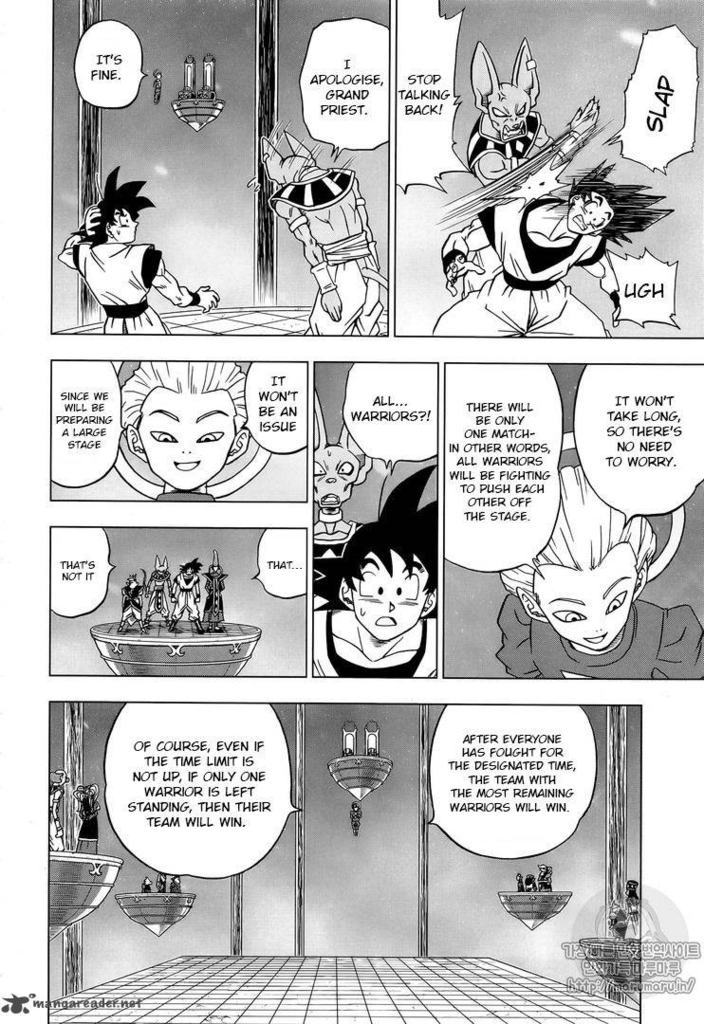 STOP
TALKING
BACK!
SLAP
UGH
I
APOLOGISE,
GRAND
PRIEST.
IT'S
FINE.
IT WON'T
TAKE LONG,
SO THERE'S
NO NEED
TO WORRY.
THERE WILL
BE ONLY
ONE MATCH-
IN OTHER WORDS,
ALL WARRIORS
WILL BE FIGHTING
TO PUSH EACH
OTHER OFF
THE STAGE.
ALL...
WARRIORS?!
IT
WON'T
BE AN
ISSUE
SINCE WE
WILL BE
PREPARING
A LARGE
STAGE
THAT...
THAT'S
NOT IT
AFTER EVERYONE
HAS FOUGHT FOR
THE DESIGNATED TIME,
THE TEAM WITH
THE MOST REMAINING
WARRIORS WILL WIN.
OF COURSE, EVEN IF
THE TIME LIMIT IS
NOT UP, IF ONLY ONE
WARRIOR IS LEFT
STANDING, THEN THEIR
TEAM WILL WIN.
mangareader.net
http://marumaru.in/